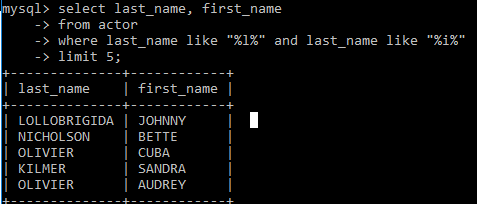 mysql> select last_name, first_name
    -> from actor
    -> where last_name like "%l%" and last_name like "%i%"
    -> limit 5;
+--------------+------------+
| last_name    | first_name |
+--------------+------------+
| LOLLOBRIGIDA | JOHNNY     |
| NICHOLSON    | BETTE      |
| OLIVIER      | CUBA       |
| KILMER       | SANDRA     |
| OLIVIER      | AUDREY     |
+--------------+------------+